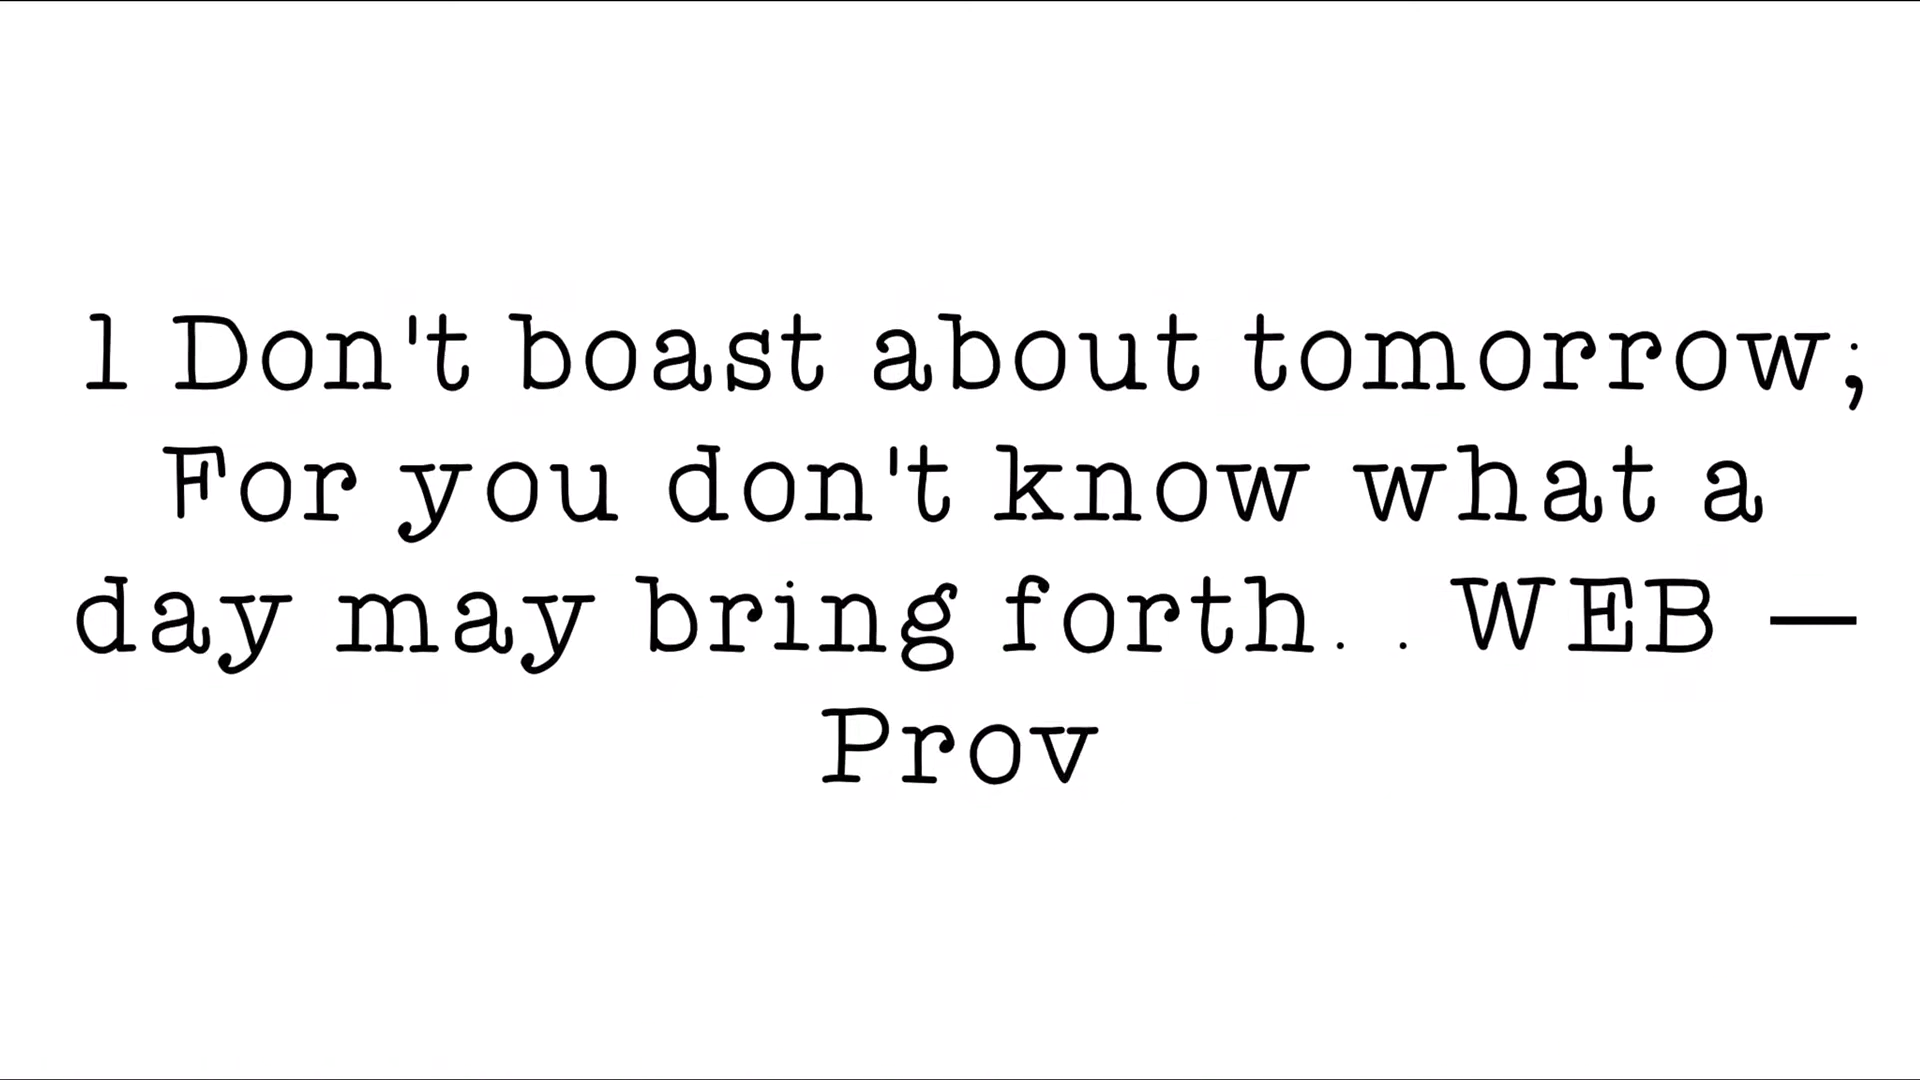 1 Don't boast about tomorrow;
For you don't know what a
day may bring forth. . WEB —
Prov